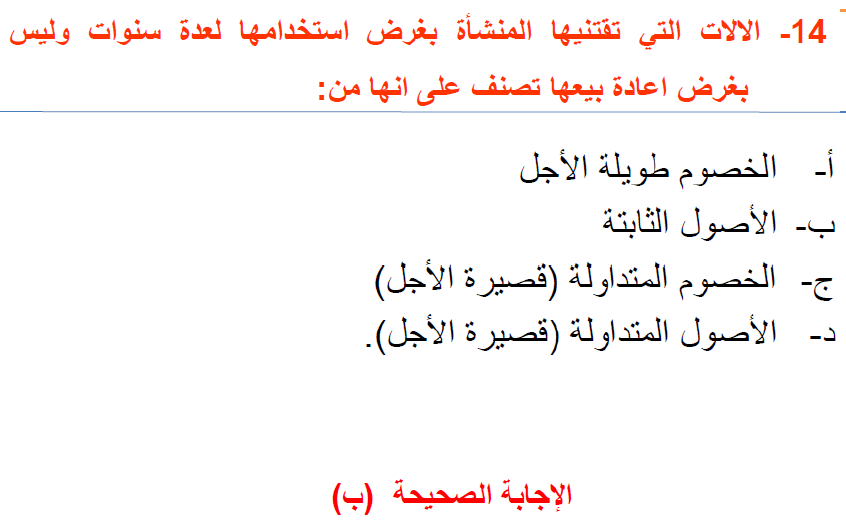 14- الالات التي تقتنيها المنشأة بغرض استخدامها لعدة سنوات وليس
بغرض اعادة بيعها تصنف على انها من:
أ- الخصوم طويلة الأجل
ب- الأصول الثابتة
ج- الخصوم المتداولة (قصيرة الأجل)
د- الأصول المتداولة (قصيرة الأجل).
الإجابة الصحيحة (ب)